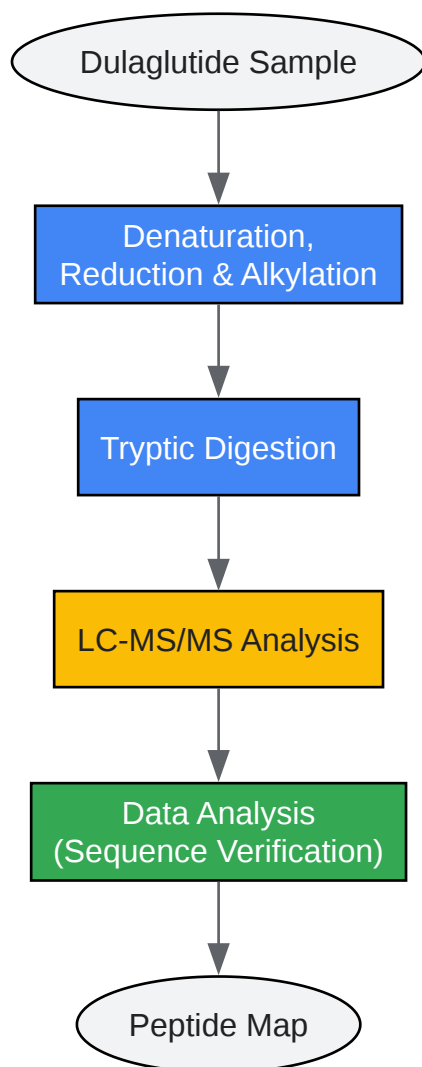 Dulaglutide Sample
Denaturation,
Reduction & Alkylation
Tryptic Digestion
LC-MS/MS Analysis
Data Analysis
(Sequence Verification)
Peptide Map